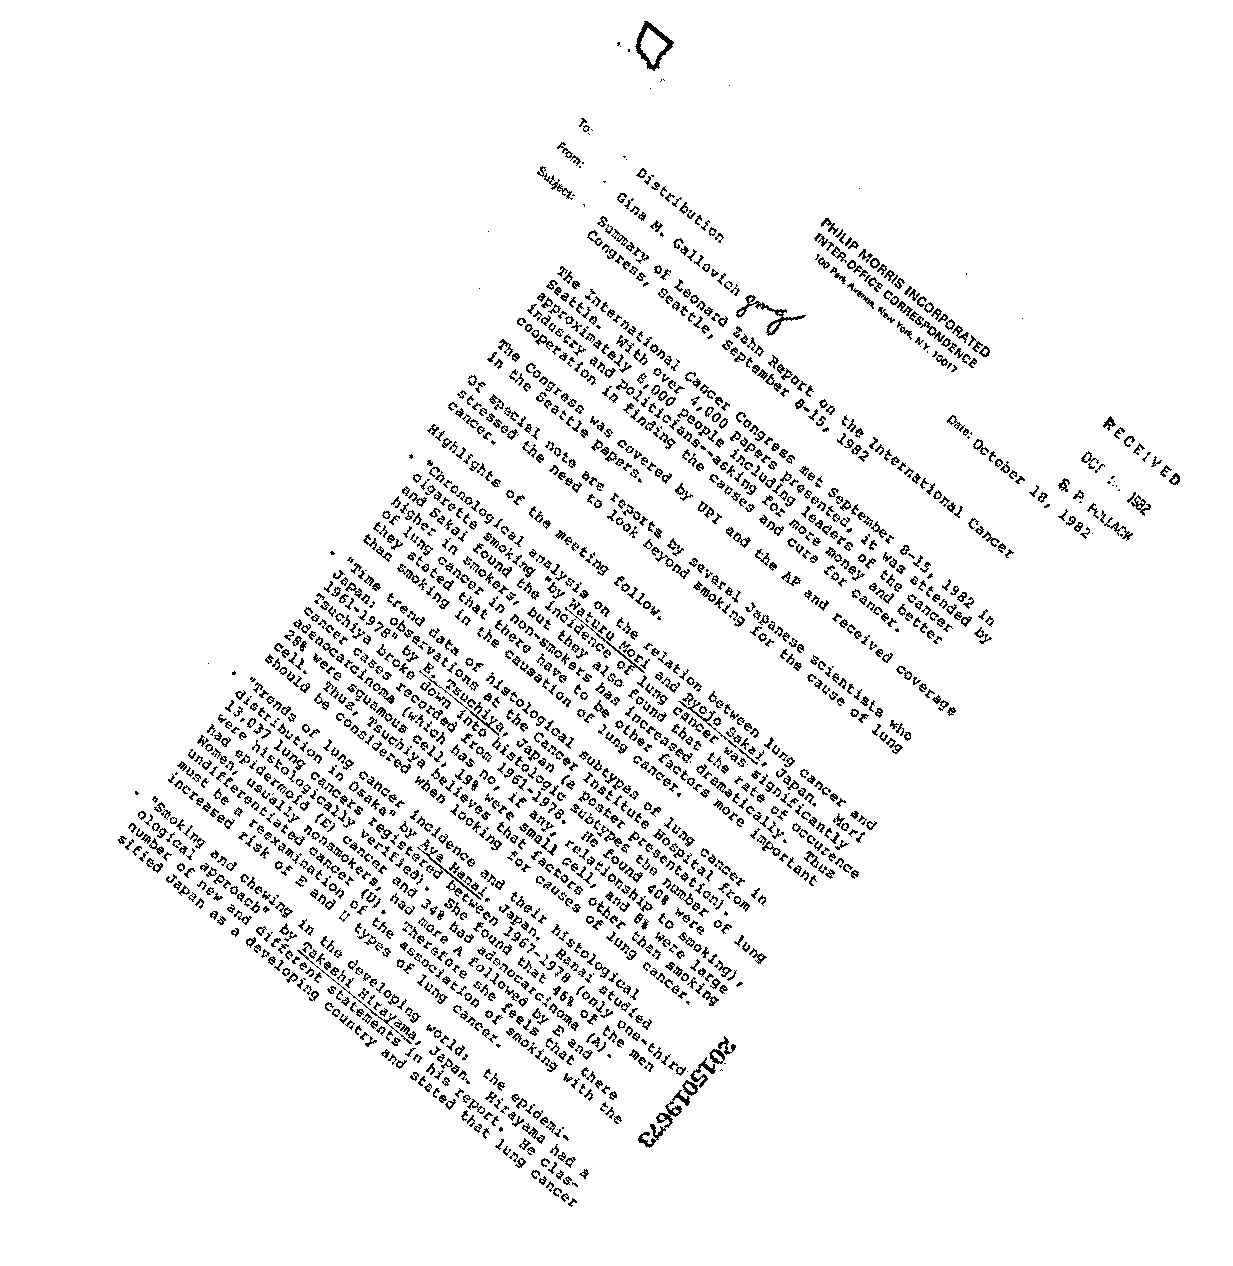 PHILIP MORRIS INCORPORATED
INTER-OFFICE CORRESPONDENCE
100 Park Avenue, New York, N.Y. 10017
RECEIVED
1982
S. P. POLLACK
To: Distribution
Date: October 18, 1982
From: Gina M. Gallovich gmg
Subject: Summary of Leonard Zahn Report on the International Cancer
Congress, Seattle, September 8-15, 1982
The International Cancer Congress met September 8-15, 1982 in
Seattle. With over 4,000 papers presented, it was attended by
approximately 8,000 people including leaders of the cancer
industry and politicians--asking for more money and better
cooperation in finding the causes and cure for cancer.
The Congress was covered by UPI and the AP and received coverage
in the Seattle papers.
Of special note are reports by several Japanese scientists who
stressed the need to look beyond smoking for the cause of lung
cancer.
Highlights of the meeting follow.
• "Chronological analysis on the relation between lung cancer and
cigarette smoking "by Waturu Mori and Ryojo Sakai, Japan. Mori
and Sakai found the incidence of lung cancer was significantly
higher in smokers, but they also found that the rate of occurence
of lung cancer in non-smokers has increased dramatically. Thus
they stated that there have to be other factors more important
than smoking in the causation of lung cancer.
• "Time trend data of histological subtypes of lung cancer in
Japan: observations at the Cancer Institute Hospital from
1961-1978" by E. Tsuchiya, Japan (a poster presentation).
Tsuchiya broke down into histologic subtypes the number of lung
cancer cases recorded from 1961-1978. He found 40% were
adenocarcinoma (which has no, if any, relationship to smoking),
28% were squamous cell, 19% were small cell, and 8% were large
cell. Thus, Tsuchiya believes that factors other than smoking
should be considered when looking for causes of lung cancer.
• "Trends of lung cancer incidence and their histological
distribution in Osaka" by Aya Hanai, Japan. Hanai studied
13,037 lung cancers registered between 1967-1978 (only one-third
were histologically verified). She found that 46% of the men
had epidermoid (E) cancer and 34% had adenocarcinoma (A).
Women, usually nonsmokers, had more A followed by E and
undifferentiated cancer (U). Therefore she feels that there
must be a reexamination of the association of smoking with the
increased risk of E and U types of lung cancer.
• "Smoking and chewing in the developing world: the epidemi-
ological approach" by Takeshi Hirayama, Japan. Hirayama had a
number of new and different statements in his report. He clas-
sified Japan as a developing country and stated that lung cancer
2015019673